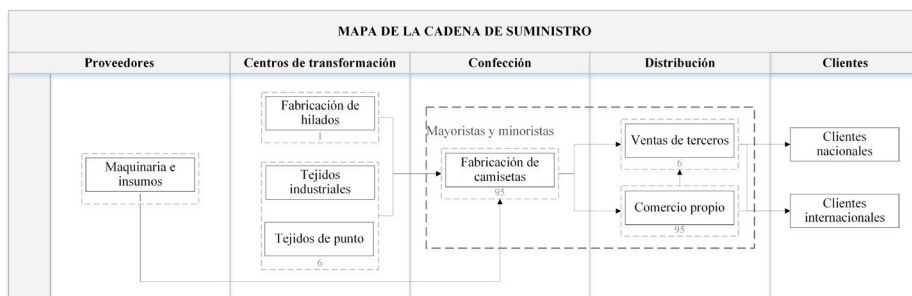 MAPA DE LA CADENA DE SUMINISTRO
Proveedores
Centros de transformación
Confección
Distribución
Clientes
Maquinaria e
insumos
1
Fabricación de
hilados
1
Tejidos
industriales
Tejidos de punto
6
Mayoristas y minoristas
Fabricación de
camisetas
95
Ventas de terceros
6
Comercio propio
95
Clientes
nacionales
Clientes
internacionales